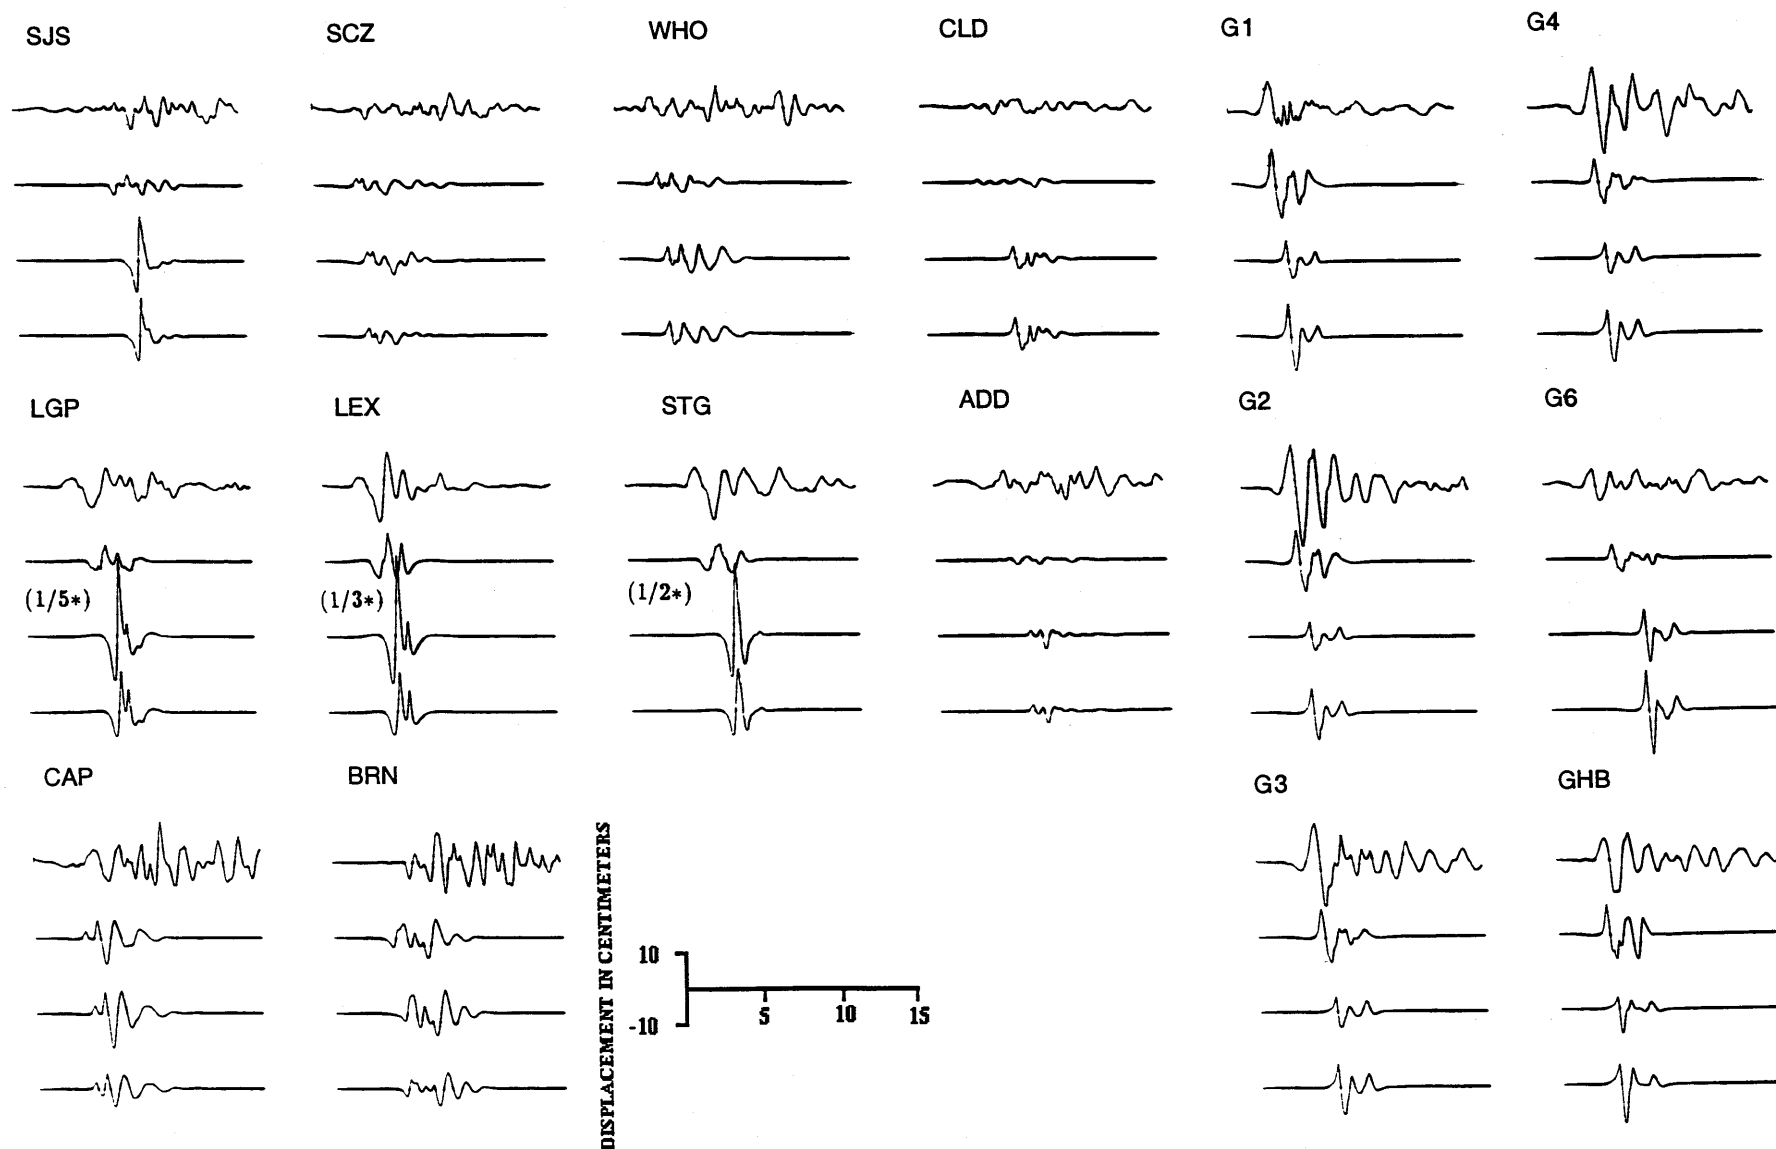 SJS
SCZ
WHO
CLD
G1
G4
LGP
LEX
STG
ADD
G2
G6
(1/5*)
(1/3*)
(1/2*)
CAP
BRN
G3
GHB
DISPLACEMENT IN CENTIMETERS
10
-10
5
10
15